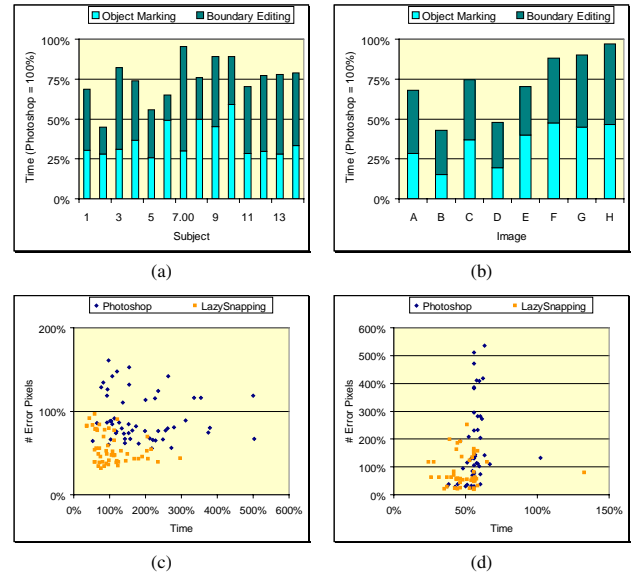 Object Marking Boundary Editing
100%
75%
50%
25%
0%
Time (Photoshop = 100%)
1 3 5 7.00 9 11 13
Subject
(a)
Object Marking Boundary Editing
100%
75%
50%
25%
0%
Time (Photoshop = 100%)
A B C D E F G H
Image
(b)
Photoshop LazySnapping
200%
100%
0%
# Error Pixels
0% 100% 200% 300% 400% 500% 600%
Time
(c)
Photoshop LazySnapping
600%
500%
400%
300%
200%
100%
0%
# Error Pixels
0% 50% 100% 150%
Time
(d)